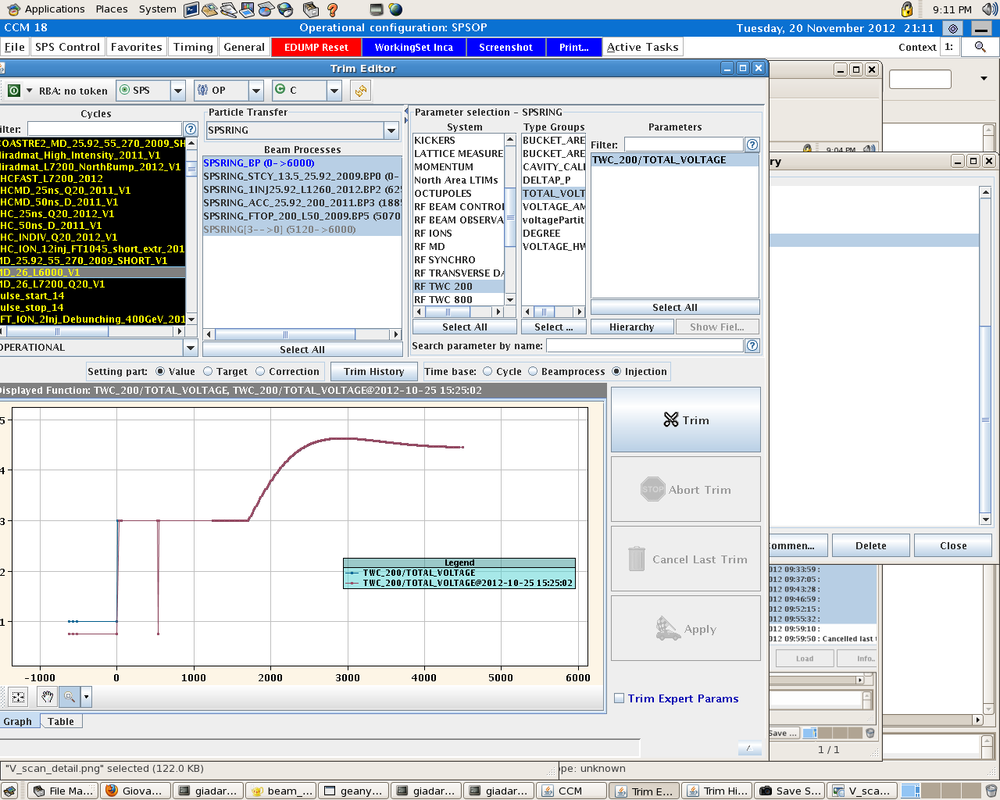 Applications Places System
9:11 PM
CCM 18 Operational configuration: SPSOP Tuesday, 20 November 2012 21:11
File SPS Control Favorites Timing General EDUMP Reset WorkingSet Inca Screenshot Print... Active Tasks Context 1:
Trim Editor
RBA: no token SPS OP C
Cycles
ilter:
COASTRE2_MD_25.92_55_270_2009_SH
iradmat_High_Intensity_2011_V1
iradmat_L7200_NorthBump_2012_V1
HCFAST_L7200_2012
HCMD_25ns_Q20_2011_V1
HCMD_50ns_D_2011_V1
HC_25ns_Q20_2012_V1
HC_50ns_D_2011_V1
HC_INDIV_Q20_2012_V1
HC_ION_12inj_FT1045_short_extr_201
MD_25.92_55_270_2009_SHORT_V1
MD_26_L6000_V1
MD_26_L7200_Q20_V1
ulse_start_14
ulse_stop_14
FT_ION_2Inj_Debunching_400GeV_201
OPERATIONAL
Particle Transfer
SPSRING
Beam Processes
SPSRING_BP (0->6000)
SPSRING_STCY_13.5_25.92_2009.BP0 (0-
SPSRING_1INJ25.92_L1260_2012.BP2 (625
SPSRING_ACC_25.92_200_2011.BP3 (188
SPSRING_FTOP_200_L50_2009.BP5 (5070
SPSRING[3-->0] (5120->6000)
Select All
Parameter selection - SPSRING
System
KICKERS
LATTICE MEASURE
MOMENTUM
North Area LTIMs
OCTUPOLES
RF BEAM CONTRO
RF BEAM OBSERVA
RF IONS
RF MD
RF SYNCHRO
RF TRANSVERSE DA
RF TWC 200
RF TWC 800
Select All
Type Groups
BUCKET_ARE
BUCKET_ARE
CAVITY_CALI
DELTAP_P
TOTAL_VOLT
VOLTAGE_AM
voltagePartit
DEGREE
VOLTAGE_HW
Select ...
Parameters
Filter:
TWC_200/TOTAL_VOLTAGE
Select All
Hierarchy Show Fiel...
Search parameter by name:
Setting part: Value Target Correction Trim History Time base: Cycle Beamprocess Injection
Displayed Function: TWC_200/TOTAL_VOLTAGE, TWC_200/TOTAL_VOLTAGE@2012-10-25 15:25:02
5
4
3
2
1
-1000 0 1000 2000 3000 4000 5000 6000
Legend
TWC_200/TOTAL_VOLTAGE
TWC_200/TOTAL_VOLTAGE@2012-10-25 15:25:02
Trim
STOP Abort Trim
Cancel Last Trim
Apply
Trim Expert Params
Graph Table
9:04 PM
ry
ommen... Delete Close
012 09:33:59 :
012 09:37:05 :
012 09:43:28 :
012 09:46:59 :
012 09:52:15 :
012 09:55:32 :
012 09:59:10 :
012 09:59:50 : Cancelled last
Load Info..
Save ...
1 / 1
"V_scan_detail.png" selected (122.0 KB)
ope: unknown
File Ma... Giova... giadar... beam_... geany... giadar... giadar... CCM Trim E... Trim Hi... Save S... V_sca...